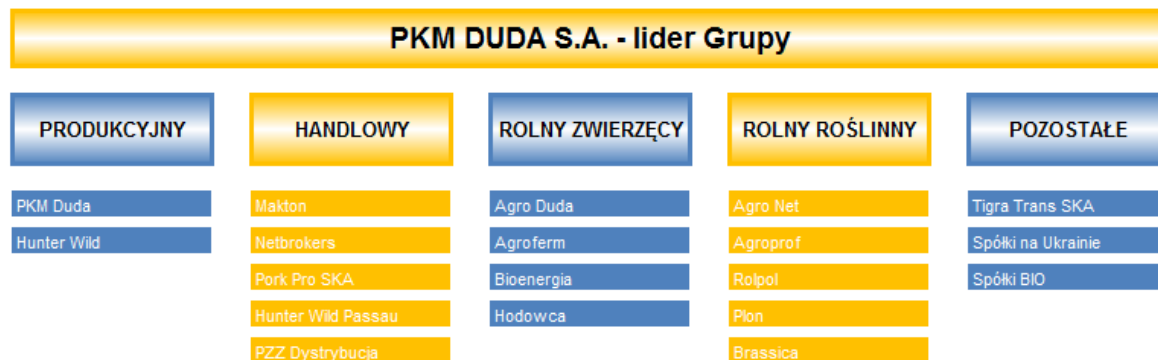 PKM DUDA S.A. - lider Grupy
PRODUKCYJNY
PKM Duda
Hunter Wild
HANDLOWY
Makton
Netbrokers
Pork Pro SKA
Hunter Wild Passau
PZZ Dystrybucja
ROLNY ZWIERZĘCY
Agro Duda
Agroferm
Bioenergia
Hodowca
ROLNY ROŚLINNY
Agro Net
Agroprof
Rolpol
Plon
Brassica
POZOSTAŁE
Tigra Trans SKA
Spółki na Ukrainie
Spółki BIO